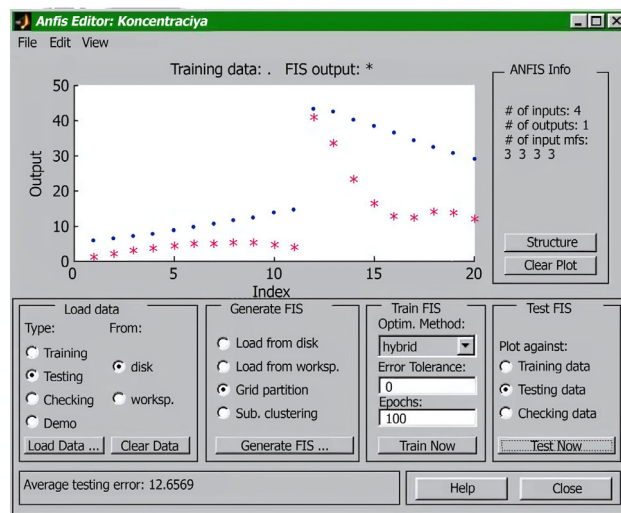 Anfis Editor: Koncentraciya
File Edit View
Training data: . FIS output: *
ANFIS Info
# of inputs: 4
# of outputs: 1
# of input mfs:
3 3 3 3
Structure
Clear Plot
Output
50
40
30
20
10
0
0 5 10 15 20
Index
Load data
Type: From:
Training
Testing
Checking
Demo
disk
worksp.
Load Data ... Clear Data
Generate FIS
Load from disk
Load from worksp.
Grid partition
Sub. clustering
Generate FIS ...
Train FIS
Optim. Method:
hybrid
Error Tolerance:
0
Epochs:
100
Train Now
Test FIS
Plot against:
Training data
Testing data
Checking data
Test Now
Average testing error: 12.6569
Help Close